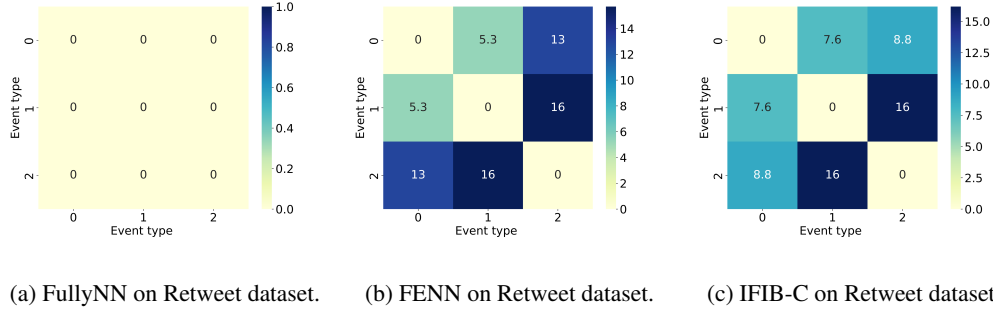 0 0 0 0
1 0 0 0
2 0 0 0
0 1 2
Event type
Event type
1.0
0.8
0.6
0.4
0.2
0.0
0 0 5.3 13
1 5.3 0 16
2 13 16 0
0 1 2
Event type
Event type
14
12
10
8
6
4
2
0
0 0 7.6 8.8
1 7.6 0 16
2 8.8 16 0
0 1 2
Event type
Event type
15.0
12.5
10.0
7.5
5.0
2.5
0.0
(a) FullyNN on Retweet dataset.
(b) FENN on Retweet dataset.
(c) IFIB-C on Retweet dataset